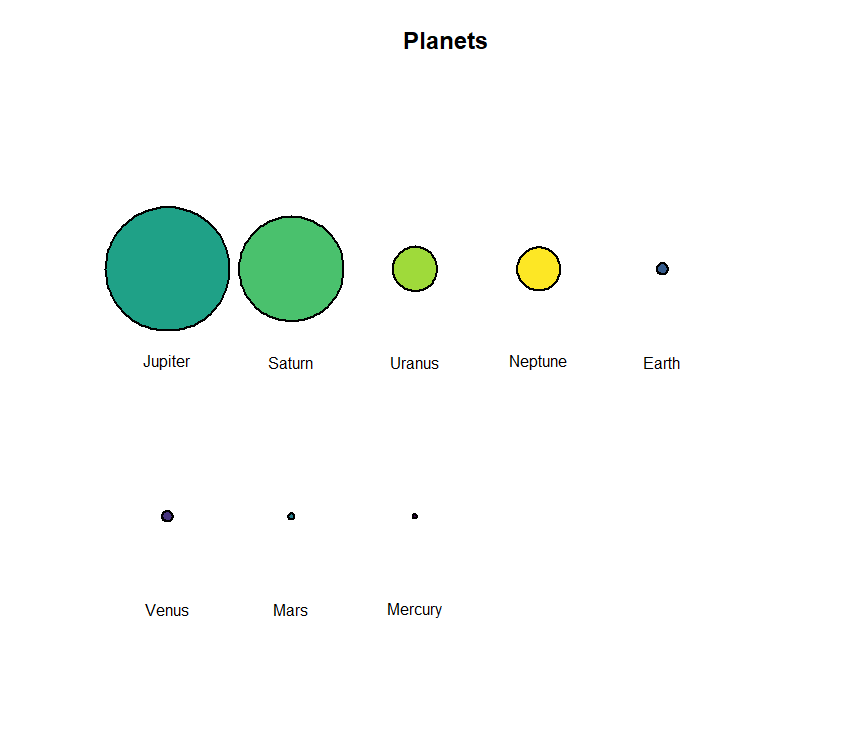 Planets
Jupiter
Saturn
Uranus
Neptune
Earth
Venus
Mars
Mercury